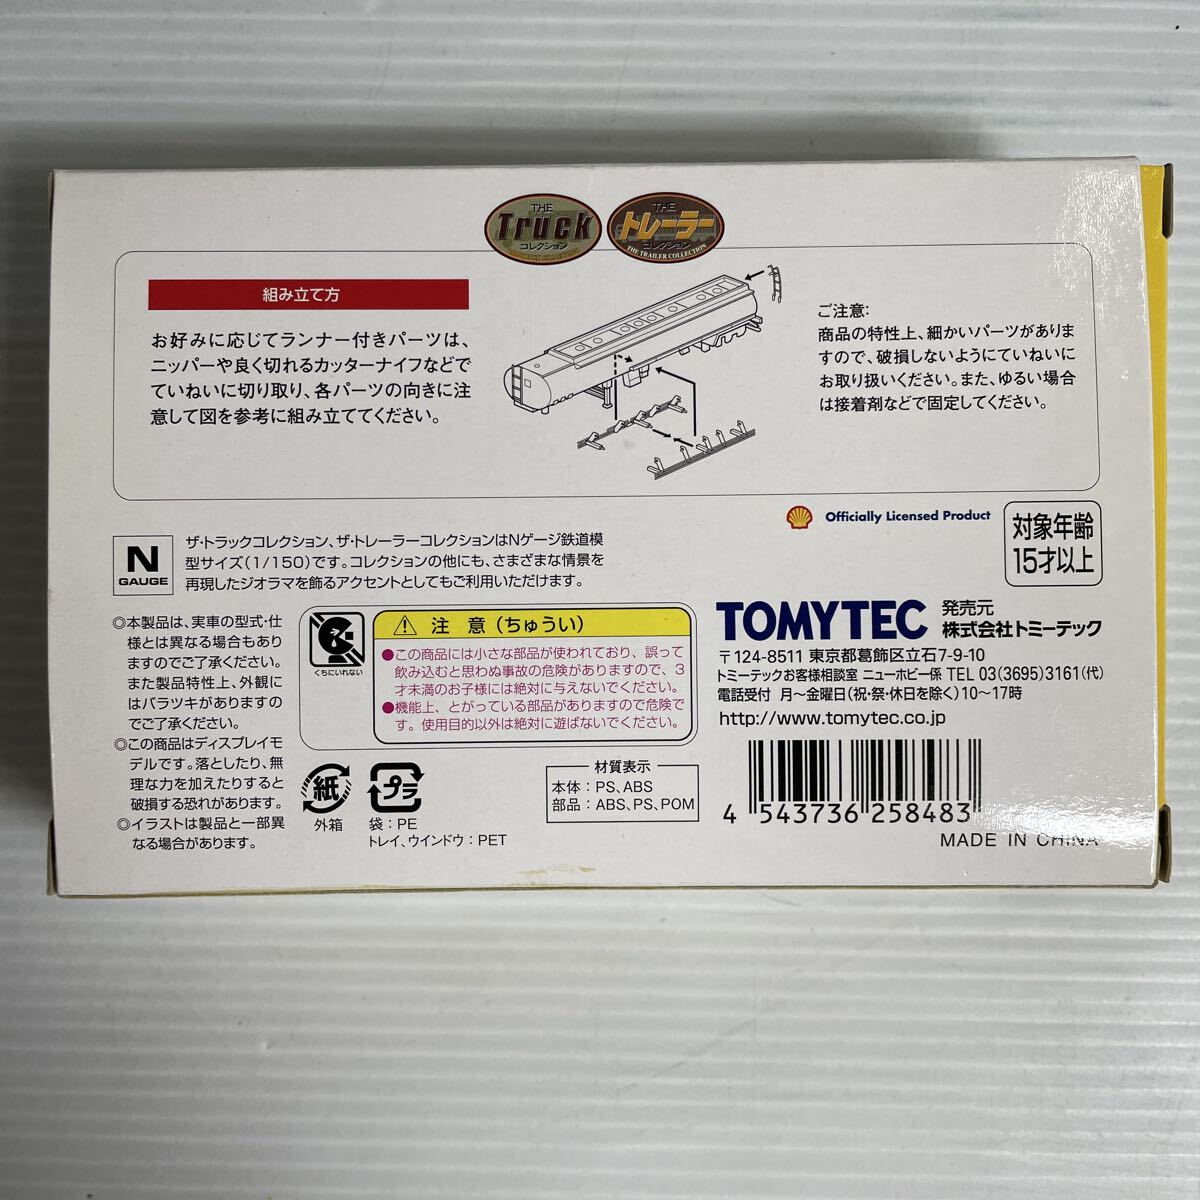 THE
Truck
コレクション
THE
トレーラー
コレクション
THE TRAILER COLLECTION
組み立て方
お好みに応じてランナー付きパーツは、
ニッパーや良く切れるカッターナイフなどで
ていねいに切り取り、各パーツの向きに注
意して図を参考に組み立ててください。
ご注意:
商品の特性上、細かいパーツがありま
すので、破損しないようにていねいに
お取り扱いください。また、ゆるい場合
は接着剤などで固定してください。
Officially Licensed Product
対象年齢
15才以上
N
GAUGE
ザ・トラックコレクション、ザ・トレーラーコレクションはNゲージ鉄道模
型サイズ(1/150)です。コレクションの他にも、さまざまな情景を
再現したジオラマを飾るアクセントとしてもご利用いただけます。
◎本製品は、実車の型式・仕
様とは異なる場合もあり
ますのでご了承ください。
また製品特性上、外観に
はバラツキがありますの
でご了承ください。
◎この商品はディスプレイモ
デルです。落としたり、無
理な力を加えたりすると
破損する恐れがあります。
◎イラストは製品と一部異
なる場合があります。
くちにいれない
注 意(ちゅうい)
●この商品には小さな部品が使われており、誤って
飲み込むと思わぬ事故の危険がありますので、3
才未満のお子様には絶対に与えないでください。
●機能上、とがっている部品がありますので危険で
す。使用目的以外は絶対に遊ばないでください。
紙
外箱
プラ
袋:PE
トレイ、ウインドウ:PET
材質表示
本体:PS、ABS
部品:ABS、PS、POM
TOMYTEC
発売元
株式会社トミーテック
〒124-8511 東京都葛飾区立石7-9-10
トミーテックお客様相談室 ニューホビー係 TEL 03(3695)3161(代)
電話受付 月~金曜日(祝・祭・休日を除く)10~17時
http://www.tomytec.co.jp
4 543736 258483
MADE IN CHINA